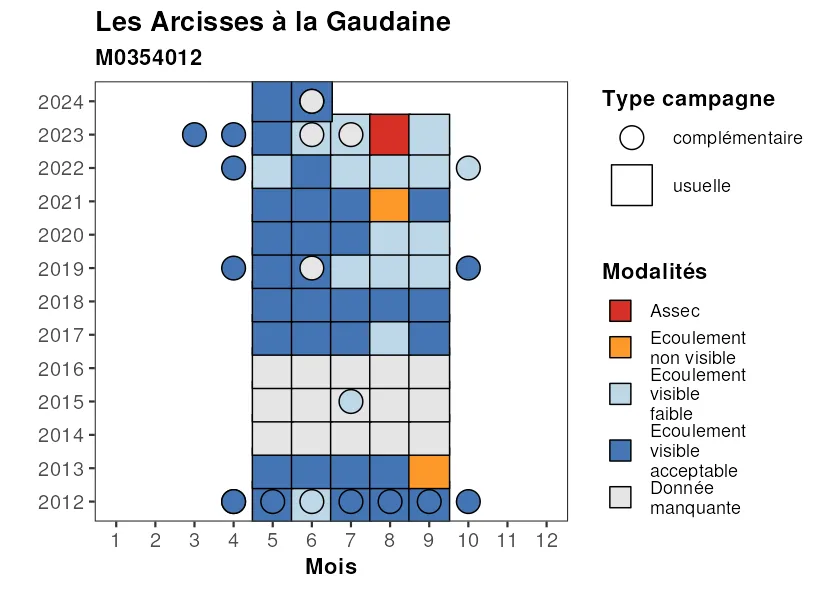 Les Arcisses à la Gaudaine
M0354012
2024
2023
2022
2021
2020
2019
2018
2017
2016
2015
2014
2013
2012
1 2 3 4 5 6 7 8 9 10 11 12
Mois
Type campagne
complémentaire
usuelle
Modalités
Assec
Ecoulement
non visible
Ecoulement
visible
faible
Ecoulement
visible
acceptable
Donnée
manquante